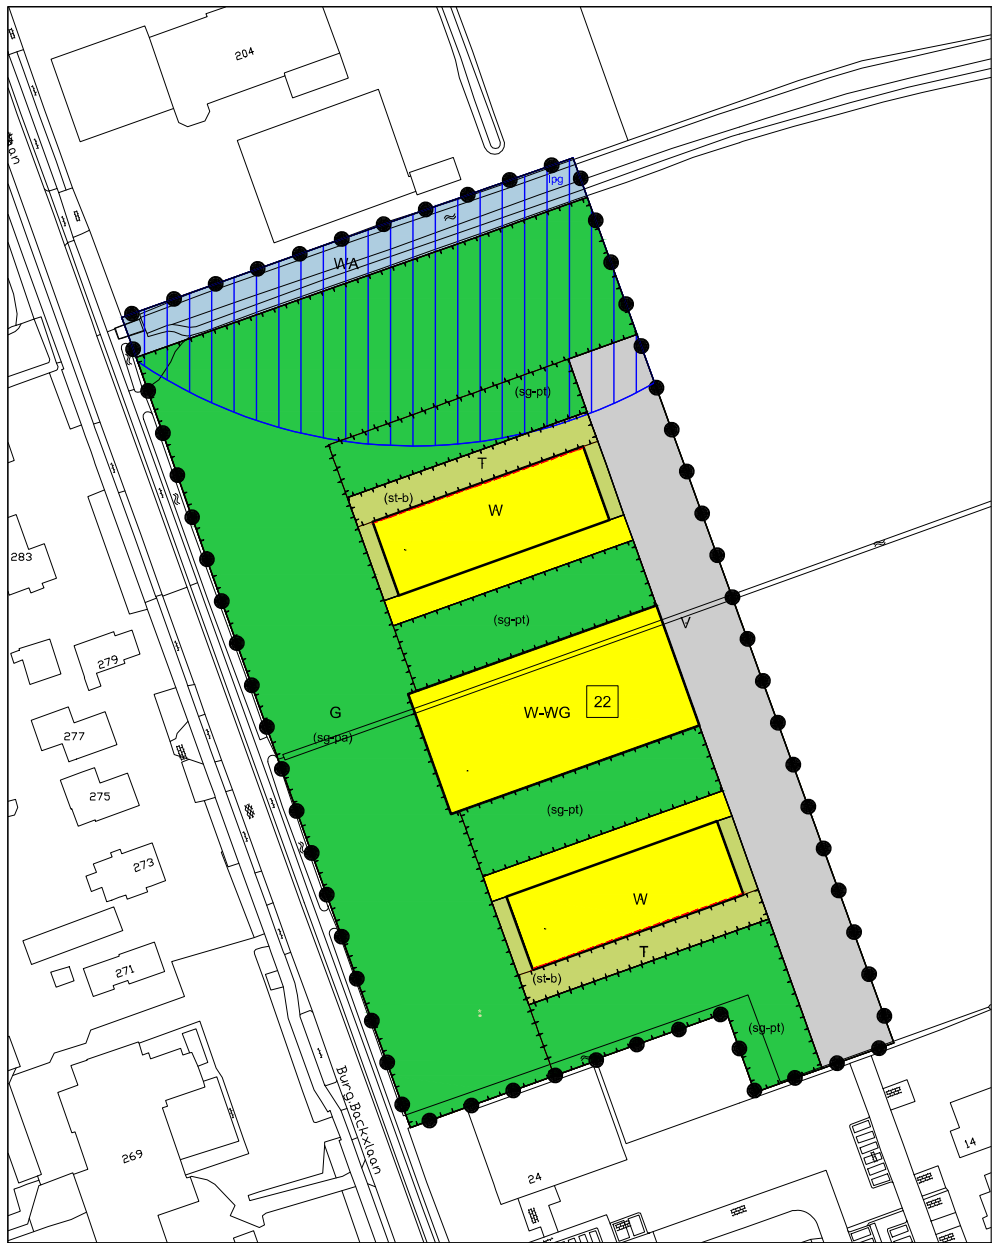 204
lpg
WA
(sg-pt)
T
(st-b)
W
283
(sg-pt)
V
279
22
G
W-WG
(sg-pa)
277
275
(sg-pt)
273
W
T
271
(st-b)
(sg-pt)
Burg.Backxlaan
14
269
24